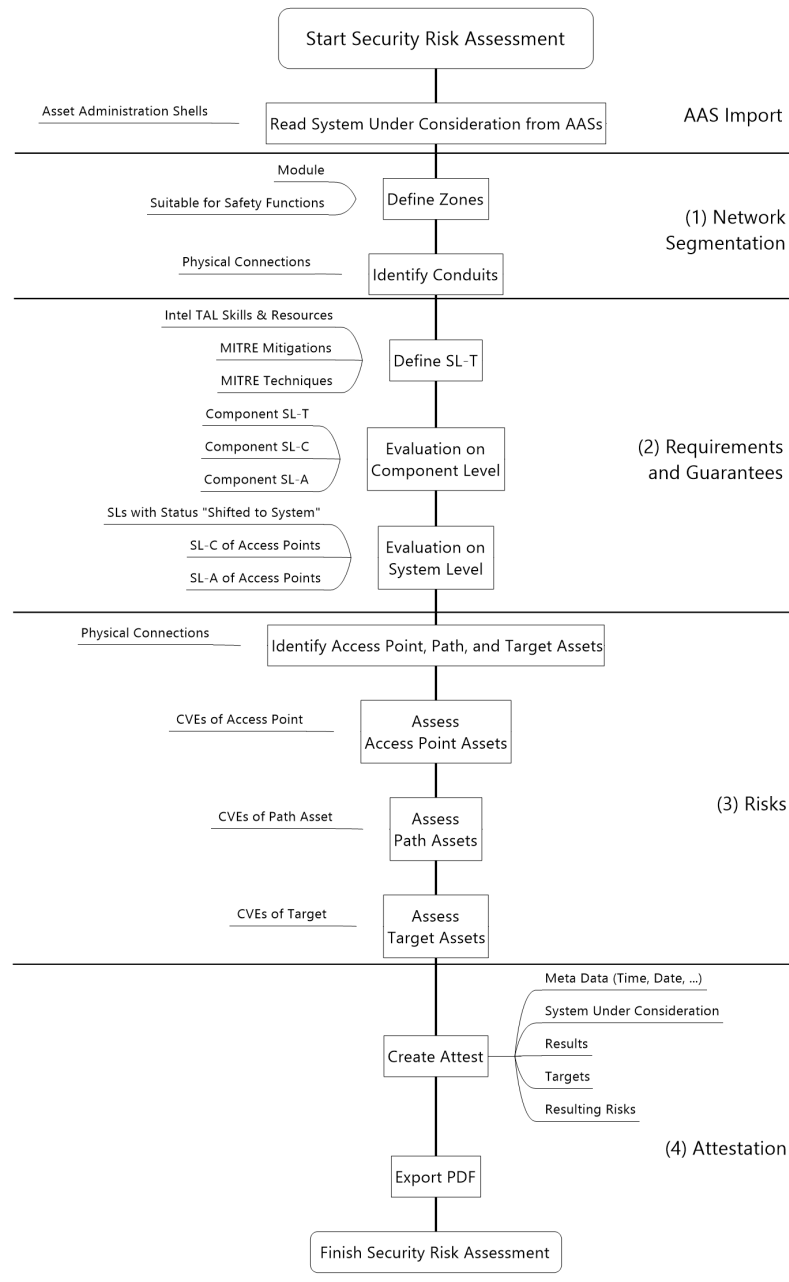 Start Security Risk Assessment
Asset Administration Shells
Read System Under Consideration from AASs
AAS Import
Module
Suitable for Safety Functions
Define Zones
(1) Network
Segmentation
Physical Connections
Identify Conduits
Intel TAL Skills & Resources
MITRE Mitigations
MITRE Techniques
Define SL-T
Component SL-T
Component SL-C
Component SL-A
Evaluation on
Component Level
(2) Requirements
and Guarantees
SLs with Status "Shifted to System"
SL-C of Access Points
SL-A of Access Points
Evaluation on
System Level
Physical Connections
Identify Access Point, Path, and Target Assets
CVEs of Access Point
Assess
Access Point Assets
CVEs of Path Asset
Assess
Path Assets
(3) Risks
CVEs of Target
Assess
Target Assets
Create Attest
Meta Data (Time, Date, ...)
System Under Consideration
Results
Targets
Resulting Risks
(4) Attestation
Export PDF
Finish Security Risk Assessment